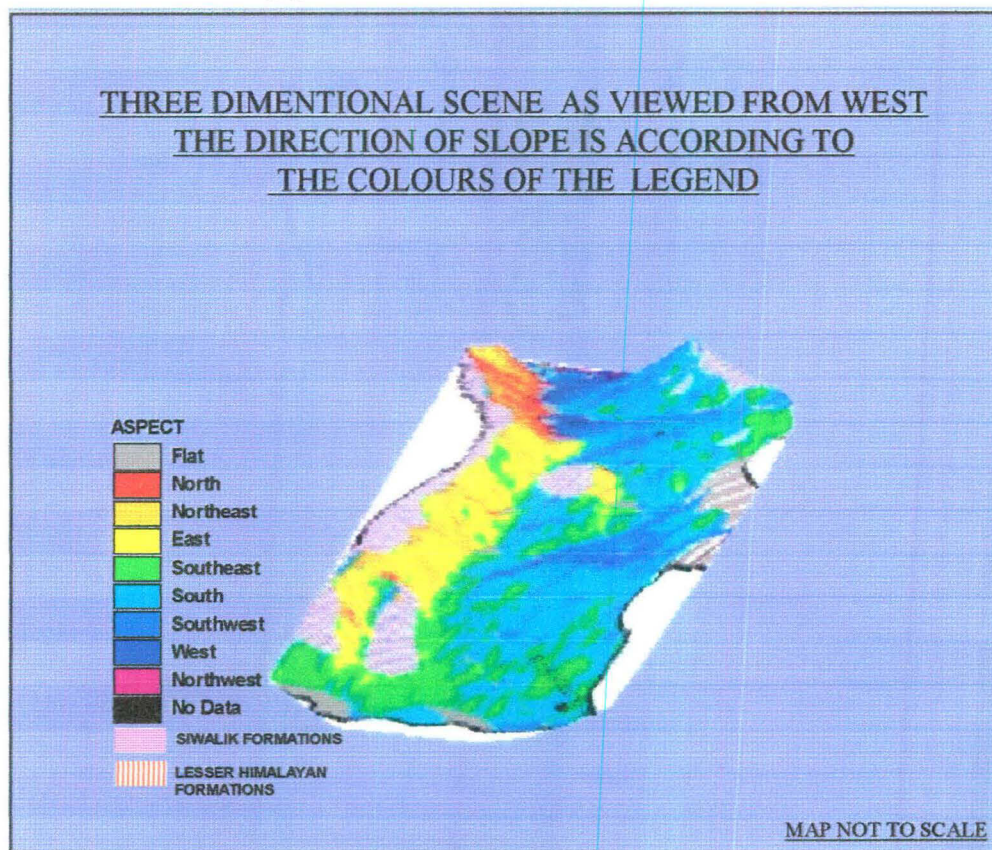 THREE DIMENTIONAL SCENE AS VIEWED FROM WEST
THE DIRECTION OF SLOPE IS ACCORDING TO
THE COLOURS OF THE LEGEND
ASPECT
Flat
North
Northeast
East
Southeast
South
Southwest
West
Northwest
No Data
SIWALIK FORMATIONS
LESSER HIMALAYAN
FORMATIONS
MAP NOT TO SCALE